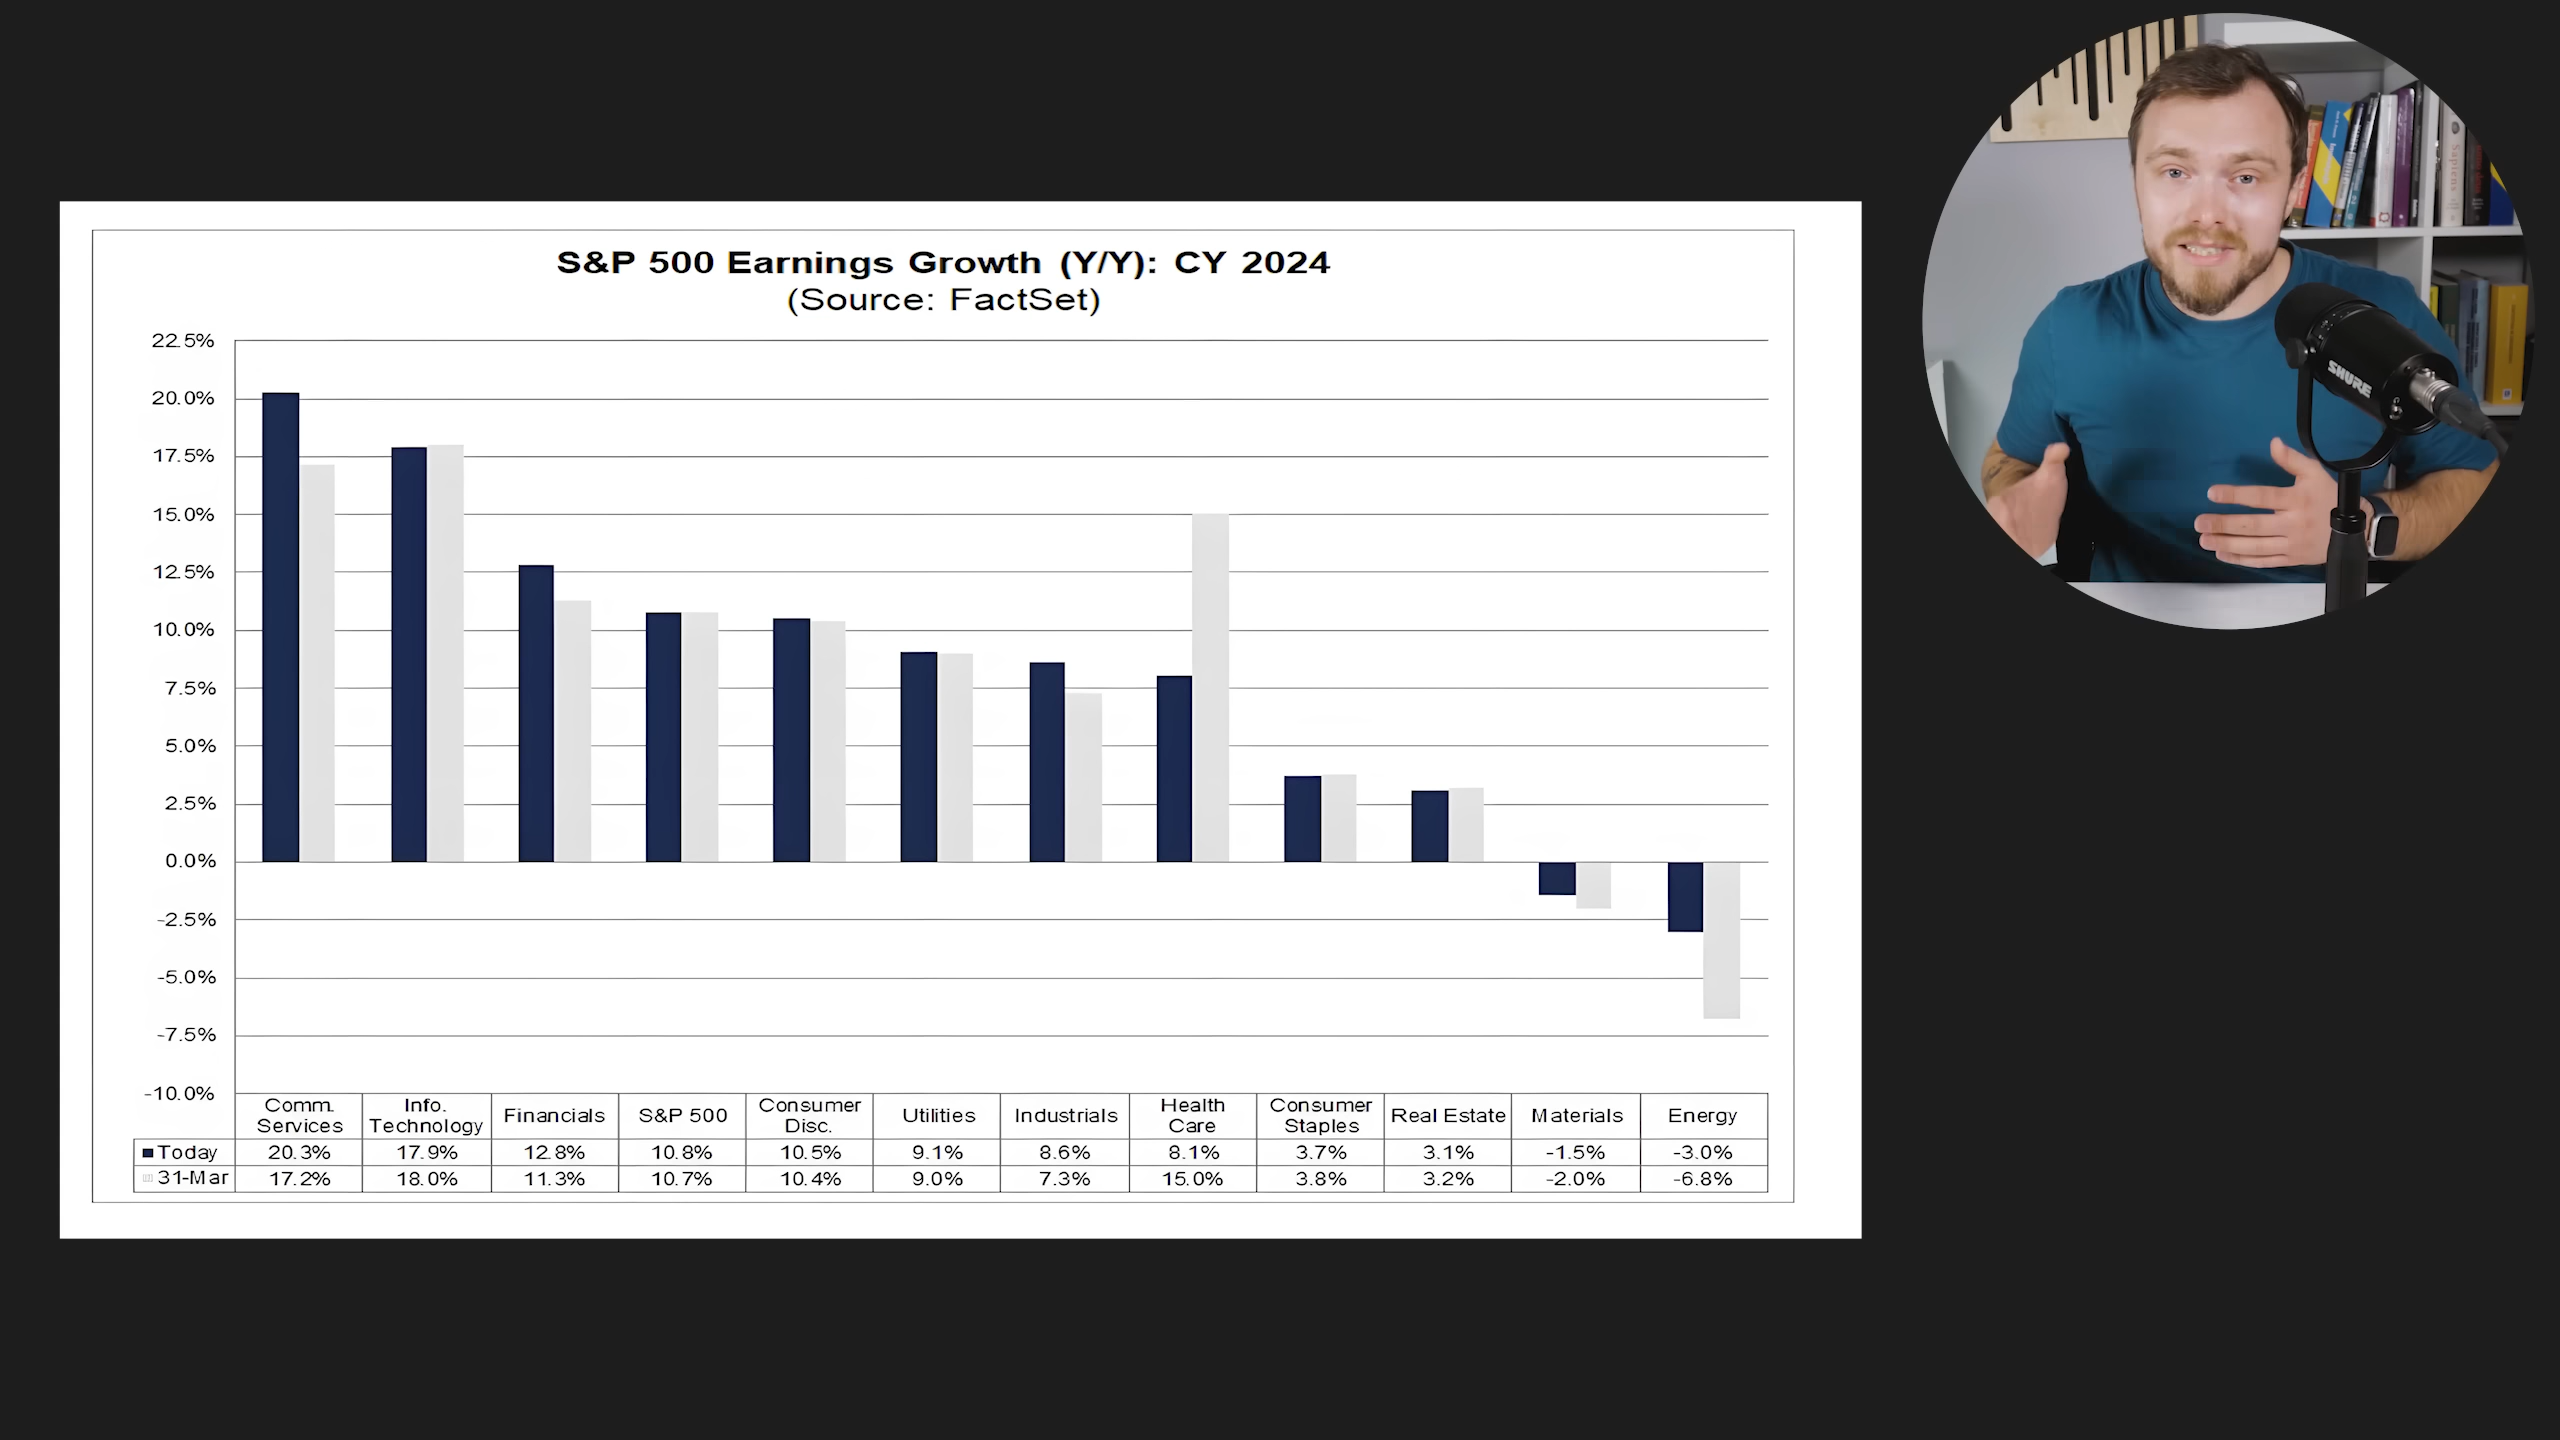 S&P 500 Earnings Growth (Y/Y): CY 2024
(Source: FactSet)
22.5%
20.0%
17.5%
15.0%
12.5%
10.0%
7.5%
5.0%
2.5%
0.0%
-2.5%
-5.0%
-7.5%
-10.0%
Comm. Services Info. Technology Financials S&P 500 Consumer Disc. Utilities Industrials Health Care Consumer Staples Real Estate Materials Energy
Today 20.3% 17.9% 12.8% 10.8% 10.5% 9.1% 8.6% 8.1% 3.7% 3.1% -1.5% -3.0%
31-Mar 17.2% 18.0% 11.3% 10.7% 10.4% 9.0% 7.3% 15.0% 3.8% 3.2% -2.0% -6.8%
SHURE
Sapiens